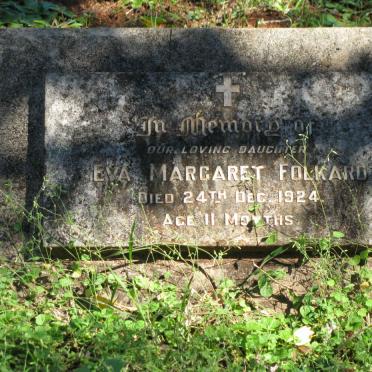 In Memory of
OUR LOVING DAUGHTER
EVA MARGARET FOLKARD
DIED 24TH DEC. 1924.
AGE 11 MONTHS.